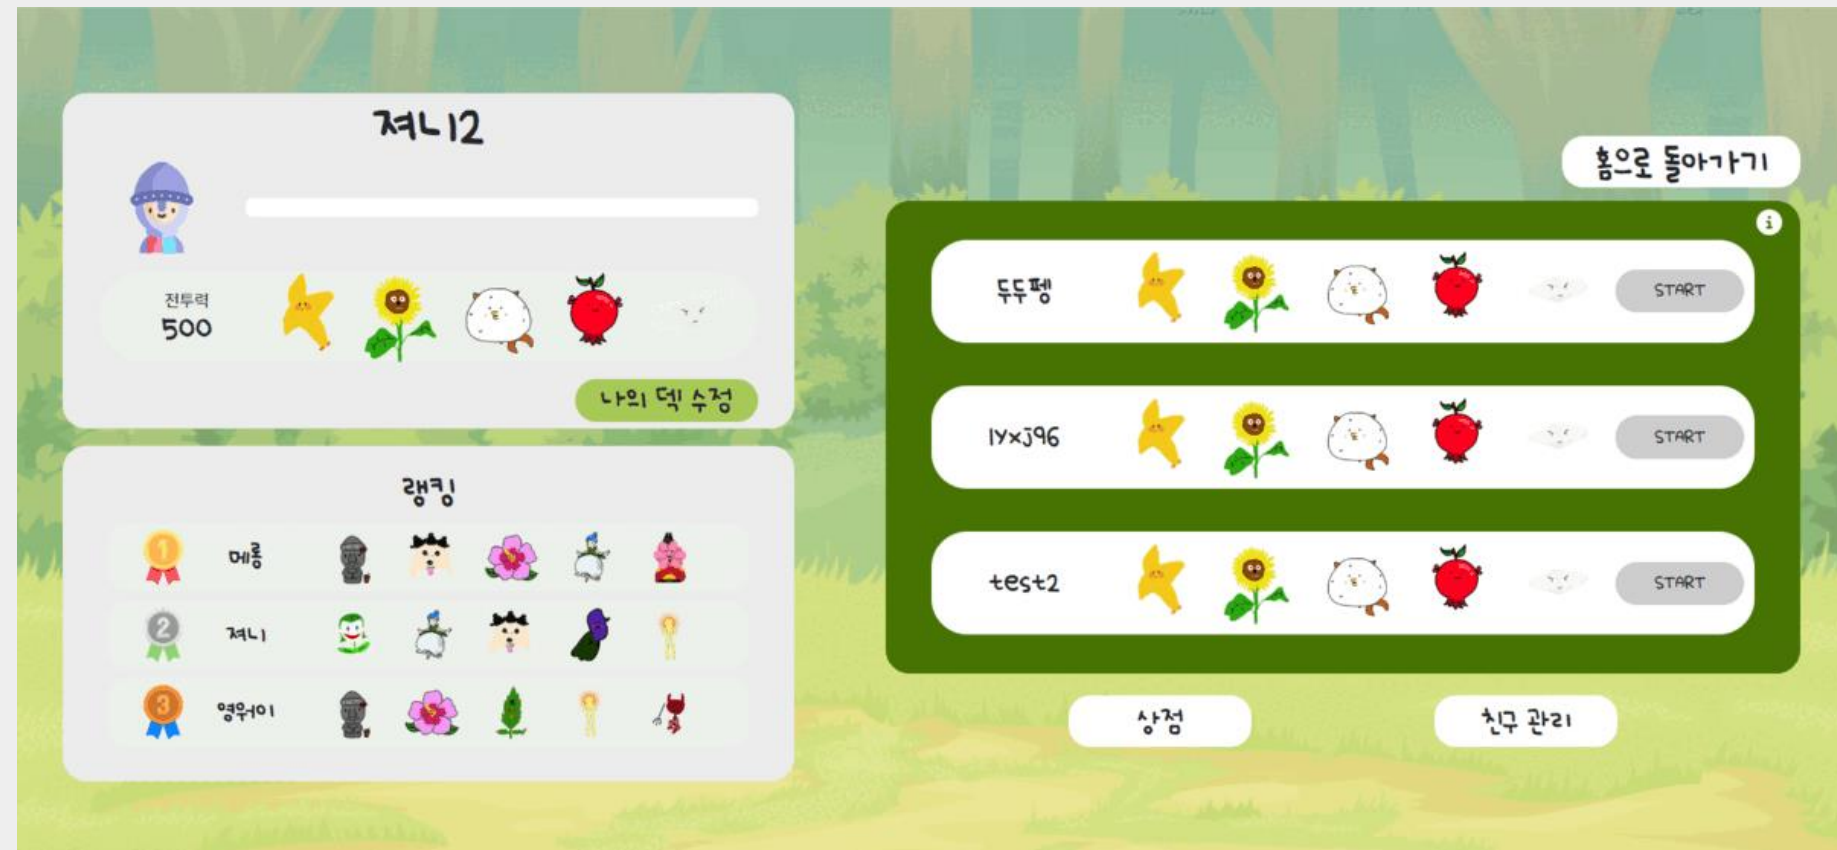 져니2
전투력
500
나의 덱 수정
랭킹
1 메롱
2 져니
3 영워이
홈으로 돌아가기
i
두두펭 START
lyxj96 START
test2 START
상점
친구 관리